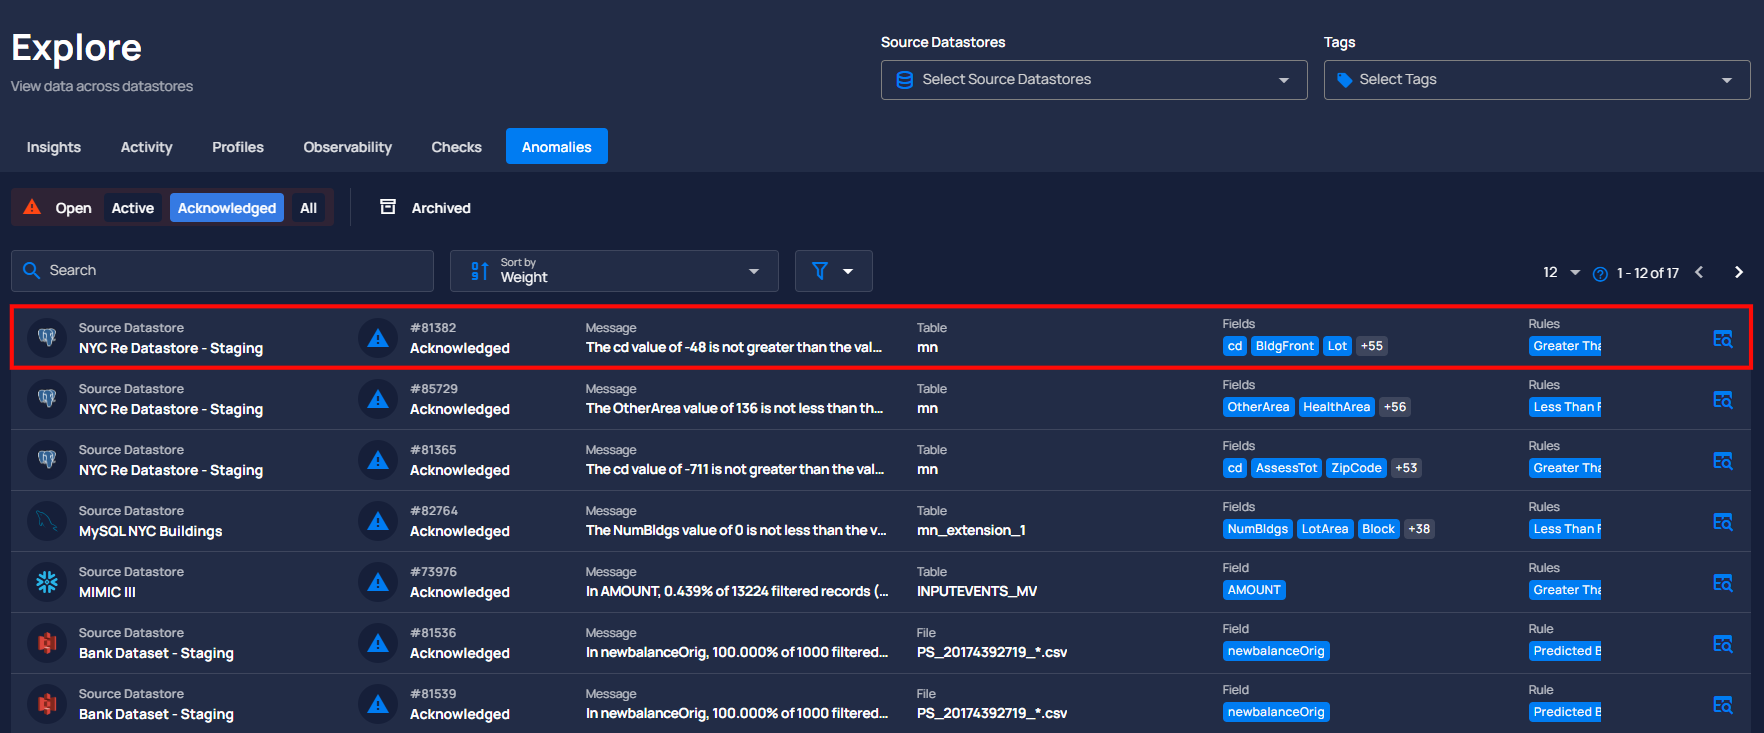 Explore
View data across datastores
Source Datastores
Select Source Datastores
Tags
Select Tags
Insights Activity Profiles Observability Checks Anomalies
Open Active Acknowledged All Archived
Search
Sort by
Weight
12 1 - 12 of 17
Source Datastore #81382 Message Table Fields Rules
NYC Re Datastore - Staging Acknowledged The cd value of -48 is not greater than the val... mn cd BldgFront Lot +55 Greater Tha
Source Datastore #85729 Message Table Fields Rules
NYC Re Datastore - Staging Acknowledged The OtherArea value of 136 is not less than th... mn OtherArea HealthArea +56 Less Than F
Source Datastore #81365 Message Table Fields Rules
NYC Re Datastore - Staging Acknowledged The cd value of -711 is not greater than the val... mn cd AssessTot ZipCode +53 Greater Tha
Source Datastore #82764 Message Table Fields Rules
MySQL NYC Buildings Acknowledged The NumBldgs value of 0 is not less than the v... mn_extension_1 NumBldgs LotArea Block +38 Less Than F
Source Datastore #73976 Message Table Field Rules
MIMIC III Acknowledged In AMOUNT, 0.439% of 13224 filtered records (... INPUTEVENTS_MV AMOUNT Greater Tha
Source Datastore #81536 Message File Field Rule
Bank Dataset - Staging Acknowledged In newbalanceOrig, 100.000% of 1000 filtered... PS_20174392719_*.csv newbalanceOrig Predicted B
Source Datastore #81539 Message File Field Rule
Bank Dataset - Staging Acknowledged In newbalanceOrig, 100.000% of 1000 filtered... PS_20174392719_*.csv newbalanceOrig Predicted B